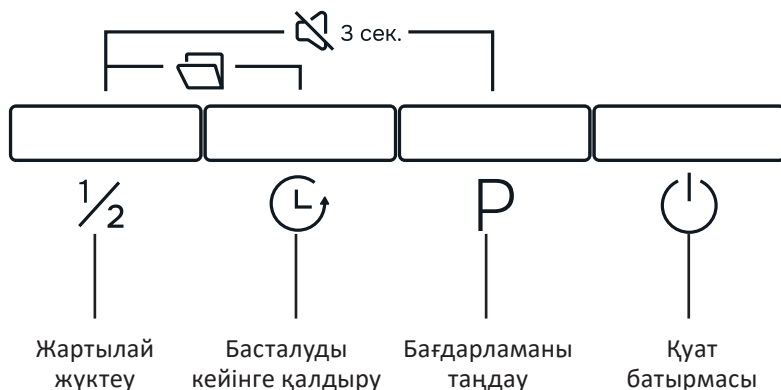 3 сек.
1/2
P
Жартылай
жүктеу
Басталуды
кейінге қалдыру
Бағдарламаны
таңдау
Қуат
батырмасы